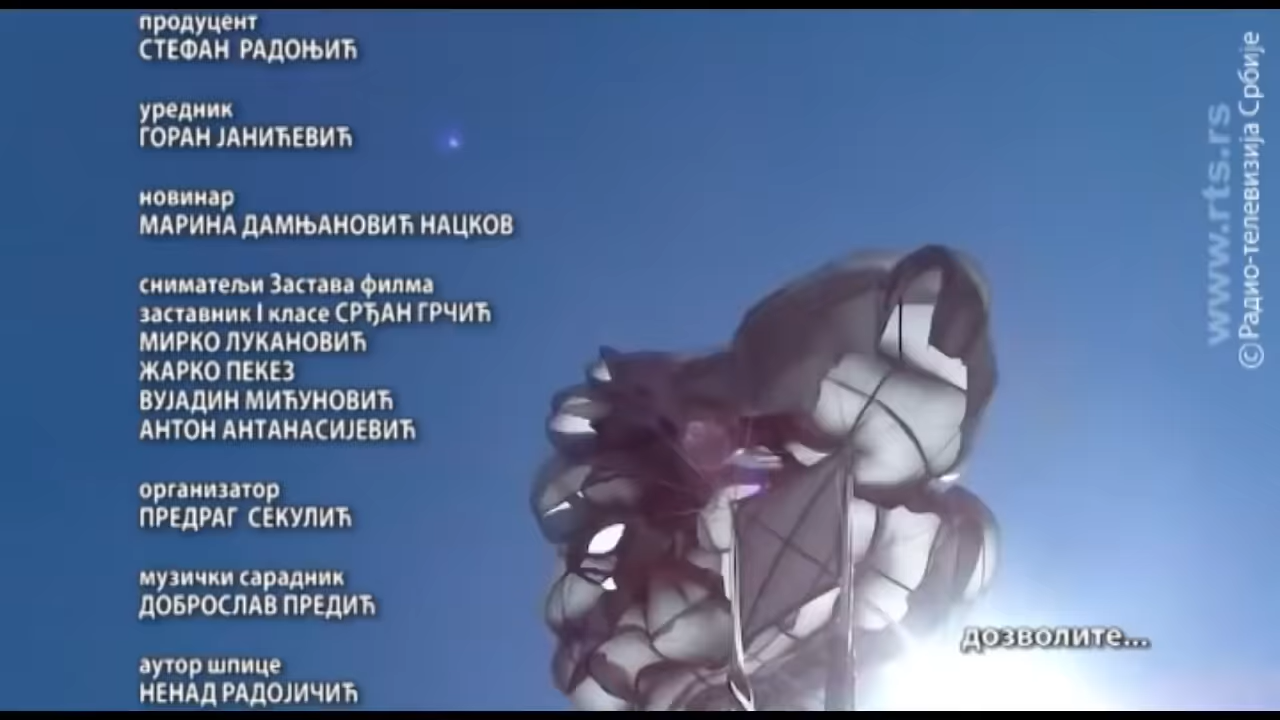 продуцент
СТЕФАН РАДОЊИЋ
уредник
ГОРАН ЈАНИЋЕВИЋ
новинар
МАРИНА ДАМЊАНОВИЋ НАЦКОВ
сниматељи Застава филма
заставник I класе СРЂАН ГРЧИЋ
МИРКО ЛУКАНОВИЋ
ЖАРКО ПЕКЕЗ
ВУЈАДИН МИЋУНОВИЋ
АНТОН АНТАНАСИЈЕВИЋ
организатор
ПРЕДРАГ СЕКУЛИЋ
музички сарадник
ДОБРОСЛАВ ПРЕДИЋ
аутор шпице
НЕНАД РАДОЈИЧИЋ
дозволите...
www.rts.rs
© Радио-телевизија Србије